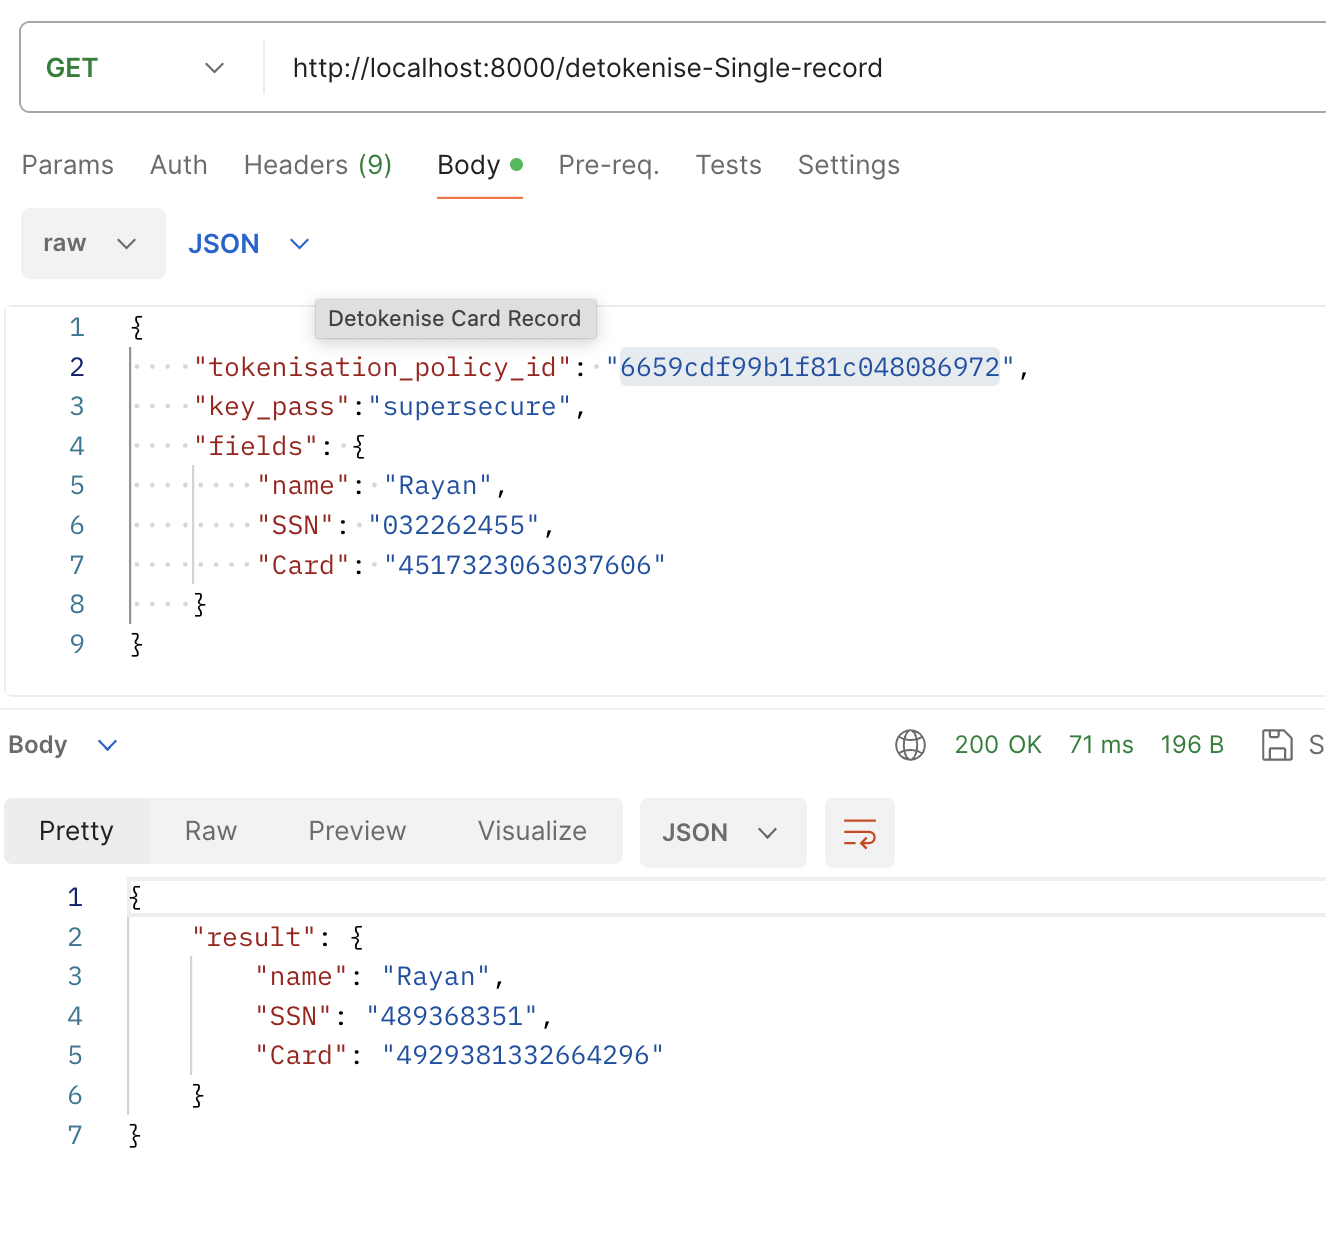 GET http://localhost:8000/detokenise-Single-record
Params Auth Headers (9) Body Pre-req. Tests Settings
raw JSON
Detokenise Card Record
1 {
2 "tokenisation_policy_id": "6659cdf99b1f81c048086972",
3 "key_pass":"supersecure",
4 "fields": {
5 "name": "Rayan",
6 "SSN": "032262455",
7 "Card": "4517323063037606"
8 }
9 }
Body 200 OK 71 ms 196 B S
Pretty Raw Preview Visualize JSON
1 {
2 "result": {
3 "name": "Rayan",
4 "SSN": "489368351",
5 "Card": "4929381332664296"
6 }
7 }